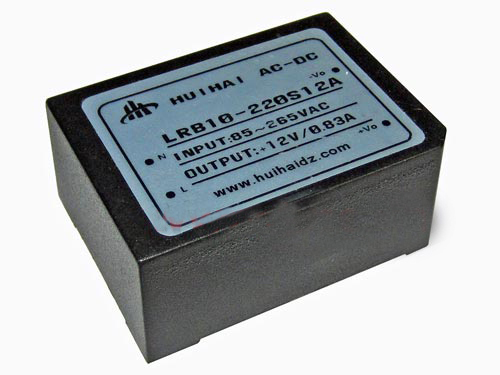 HUIHAI AC-DC
-Vo
LRB10-220S12A
N INPUT:85~265VAC
OUTPUT:+12V/0.83A +Vo
L www.huihaidz.com